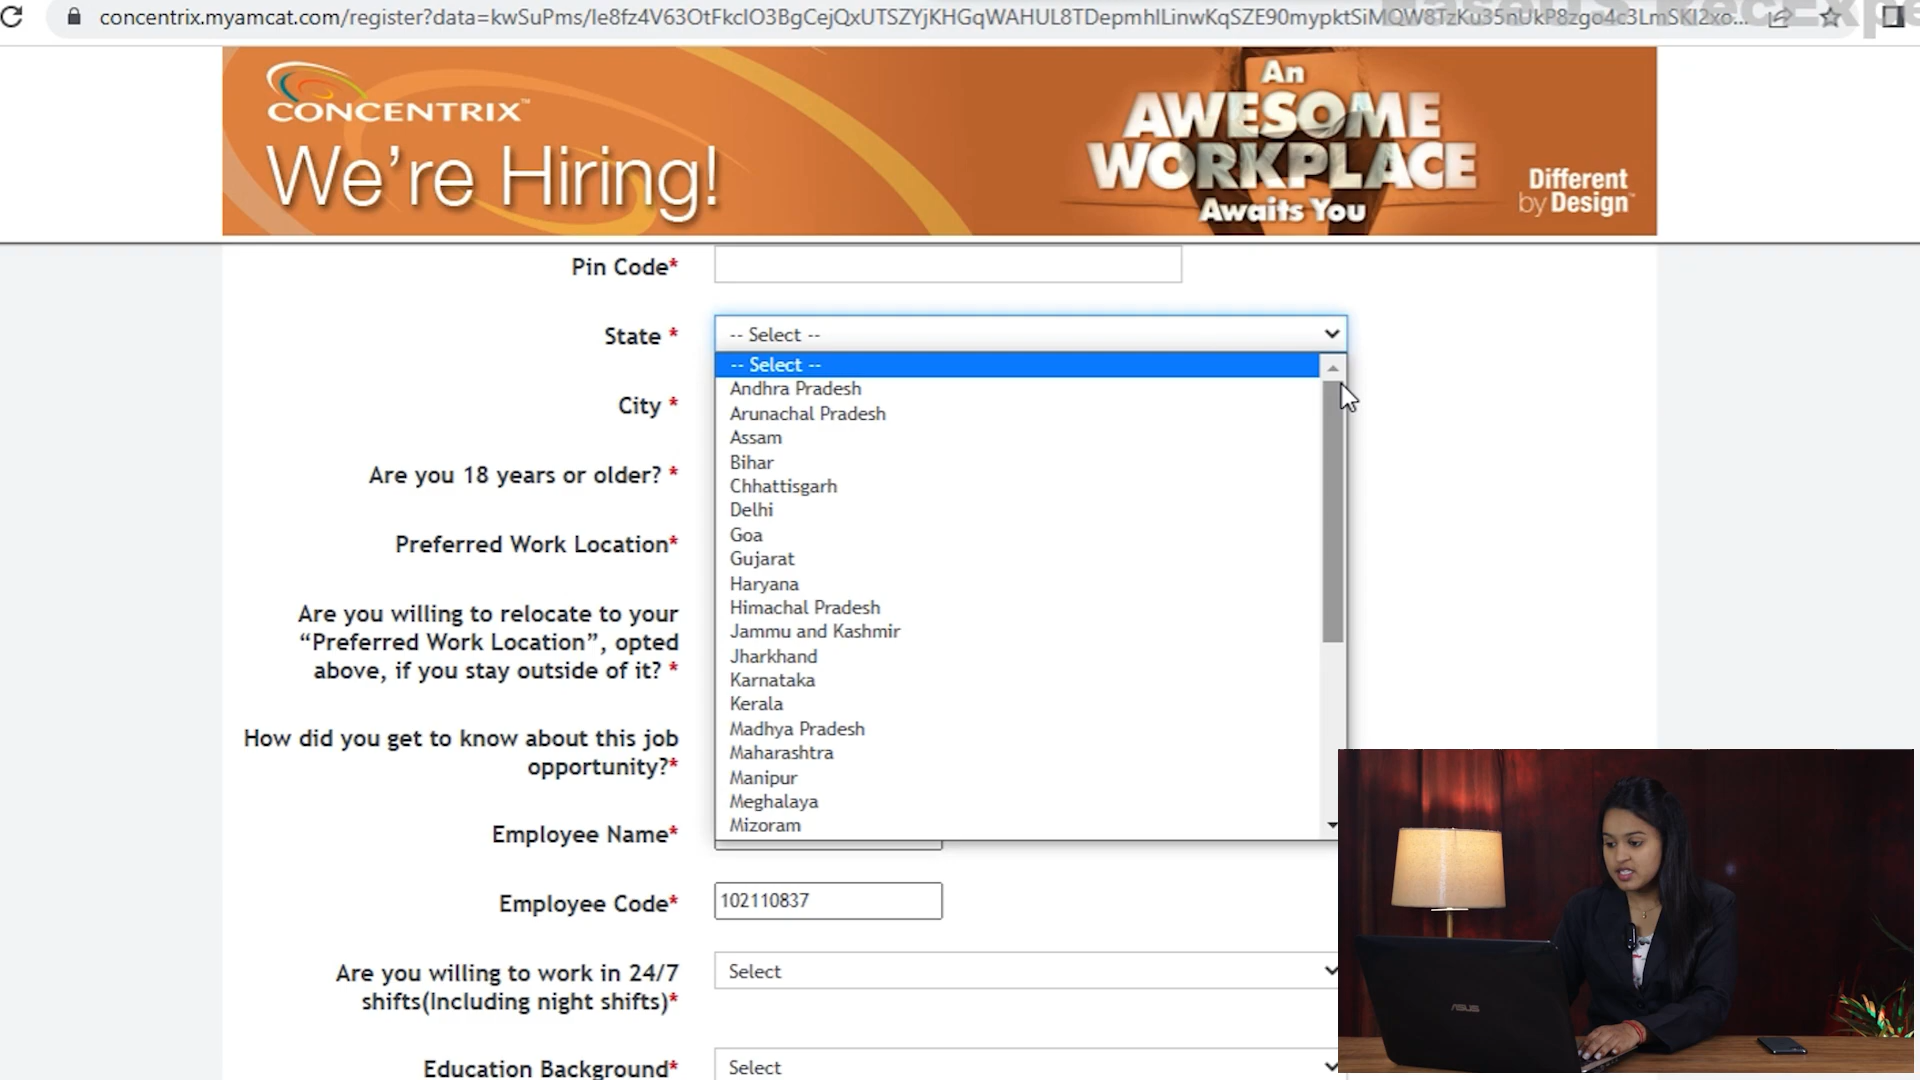 concentrix.myamcat.com/register?data=kwSuPms/Ie8fz4V63OtFkcIO3BgCejQxUTSZYjKHGqWAHUL8TDepmhILinwKqSZE90mypktSiMQW8TzKu35nUkP8zgo4c3LmSKI2xo...
CONCENTRIX™
We're Hiring!
An
AWESOME
WORKPLACE
Awaits You
Different
by Design™
Pin Code*
State *
-- Select --
-- Select --
Andhra Pradesh
Arunachal Pradesh
City *
Assam
Bihar
Are you 18 years or older? *
Chhattisgarh
Delhi
Goa
Preferred Work Location*
Gujarat
Haryana
Himachal Pradesh
Are you willing to relocate to your
“Preferred Work Location”, opted
above, if you stay outside of it? *
Jammu and Kashmir
Jharkhand
Karnataka
Kerala
Madhya Pradesh
How did you get to know about this job
opportunity?*
Maharashtra
Manipur
Meghalaya
Mizoram
Employee Name*
Employee Code*
102110837
Are you willing to work in 24/7
shifts(Including night shifts)*
Select
Education Background*
Select
ASUS